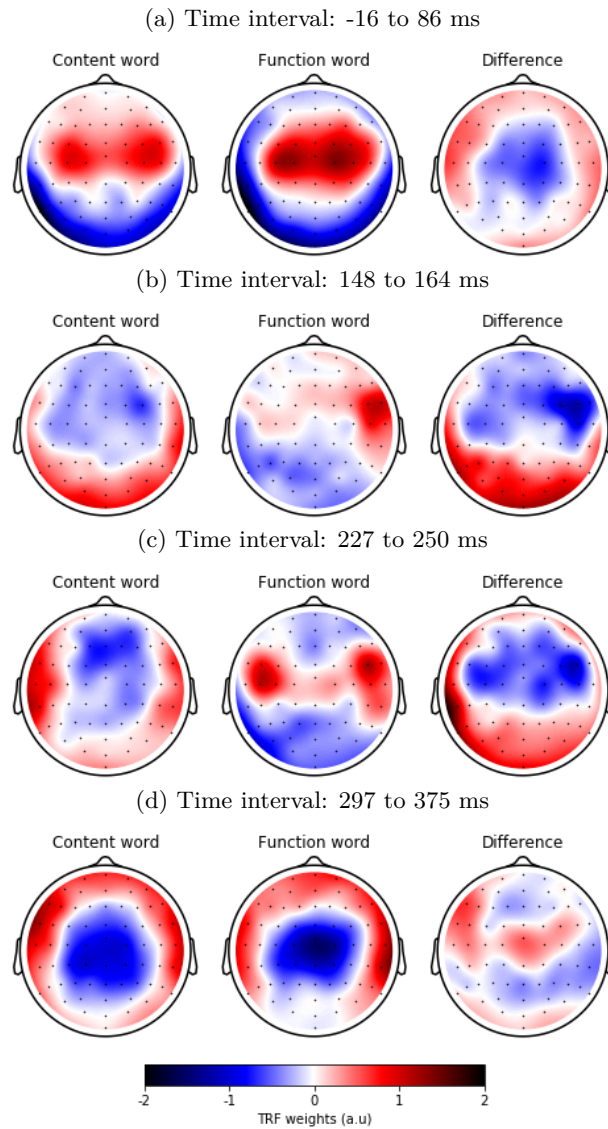 (a) Time interval: -16 to 86 ms
Content word Function word Difference
(b) Time interval: 148 to 164 ms
Content word Function word Difference
(c) Time interval: 227 to 250 ms
Content word Function word Difference
(d) Time interval: 297 to 375 ms
Content word Function word Difference
-2 -1 0 1 2
TRF weights (a.u)